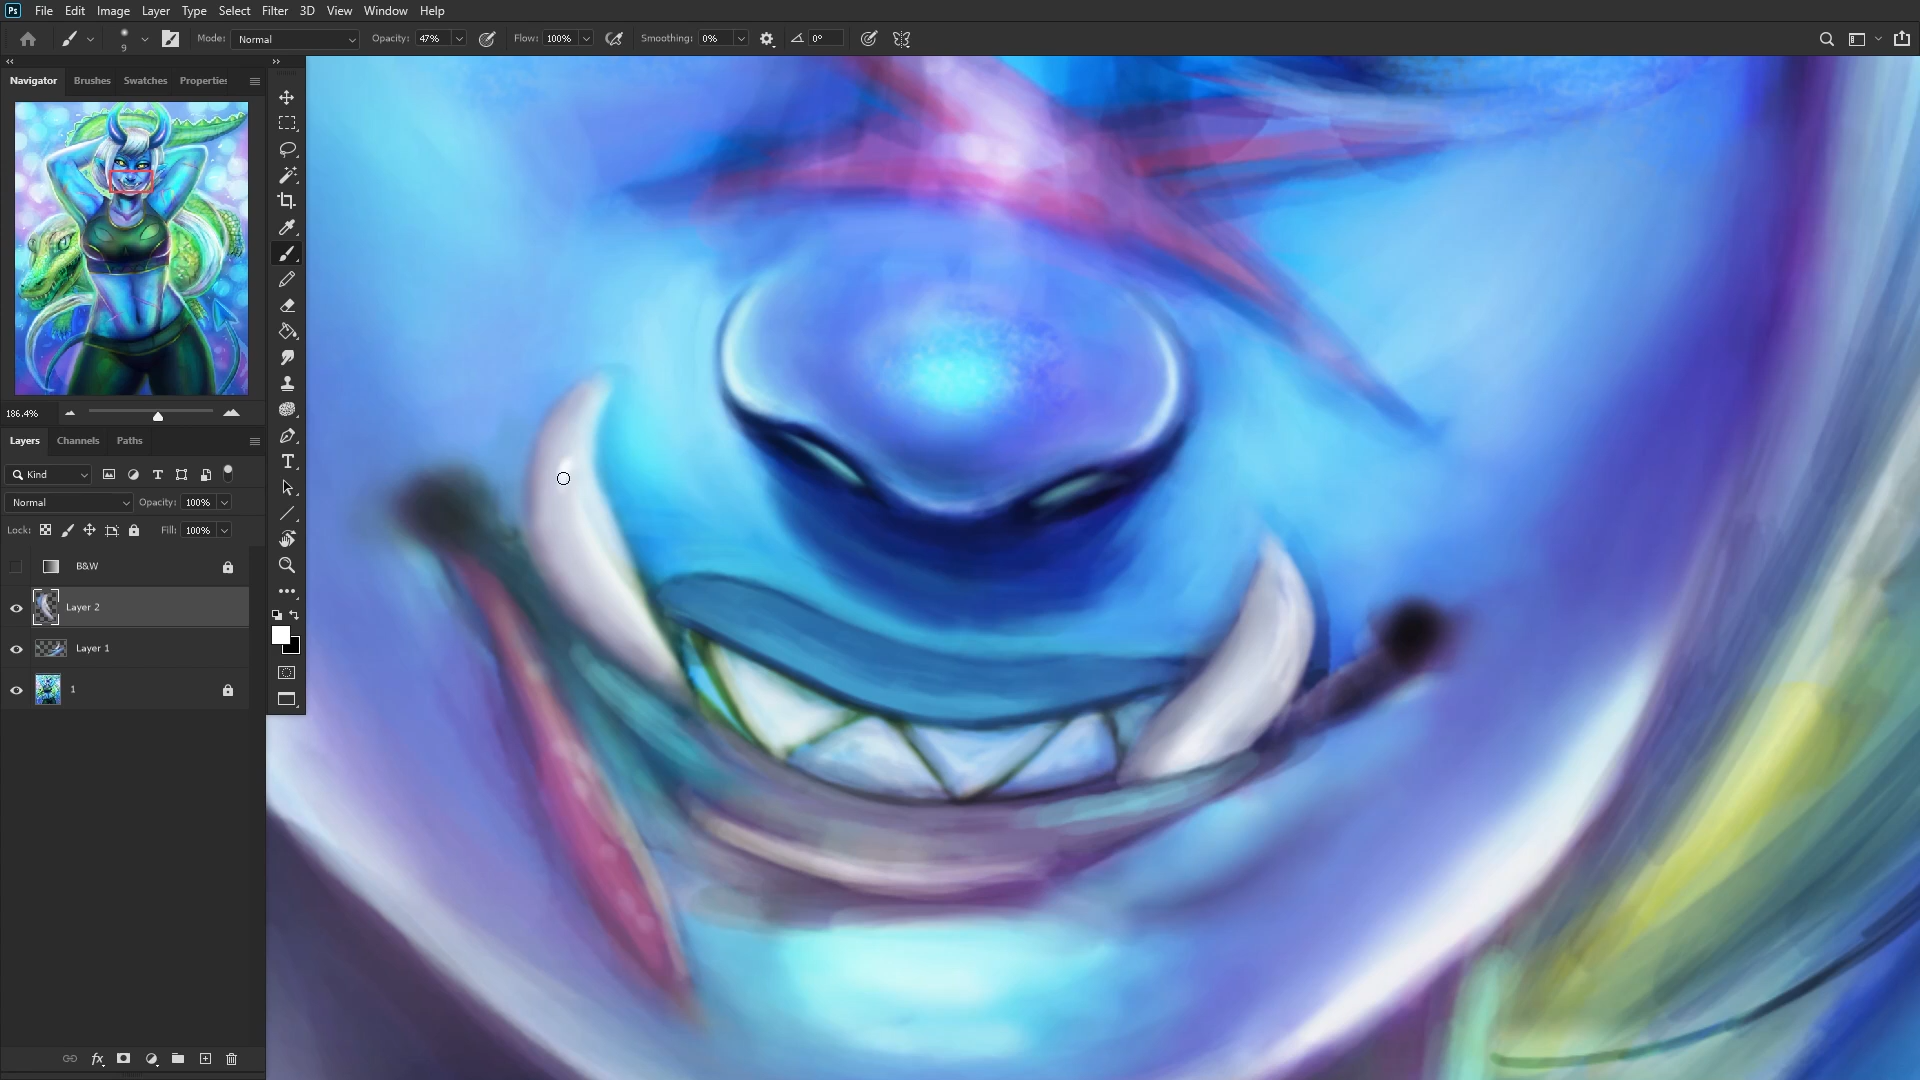 Ps File Edit Image Layer Type Select Filter 3D View Window Help
9 Mode: Normal Opacity: 47% Flow: 100% Smoothing: 0% 0°
Navigator Brushes Swatches Properties
186.4%
Layers Channels Paths
Kind T
Normal Opacity: 100%
Lock: Fill: 100%
B&W
Layer 2
Layer 1
1
fx
T